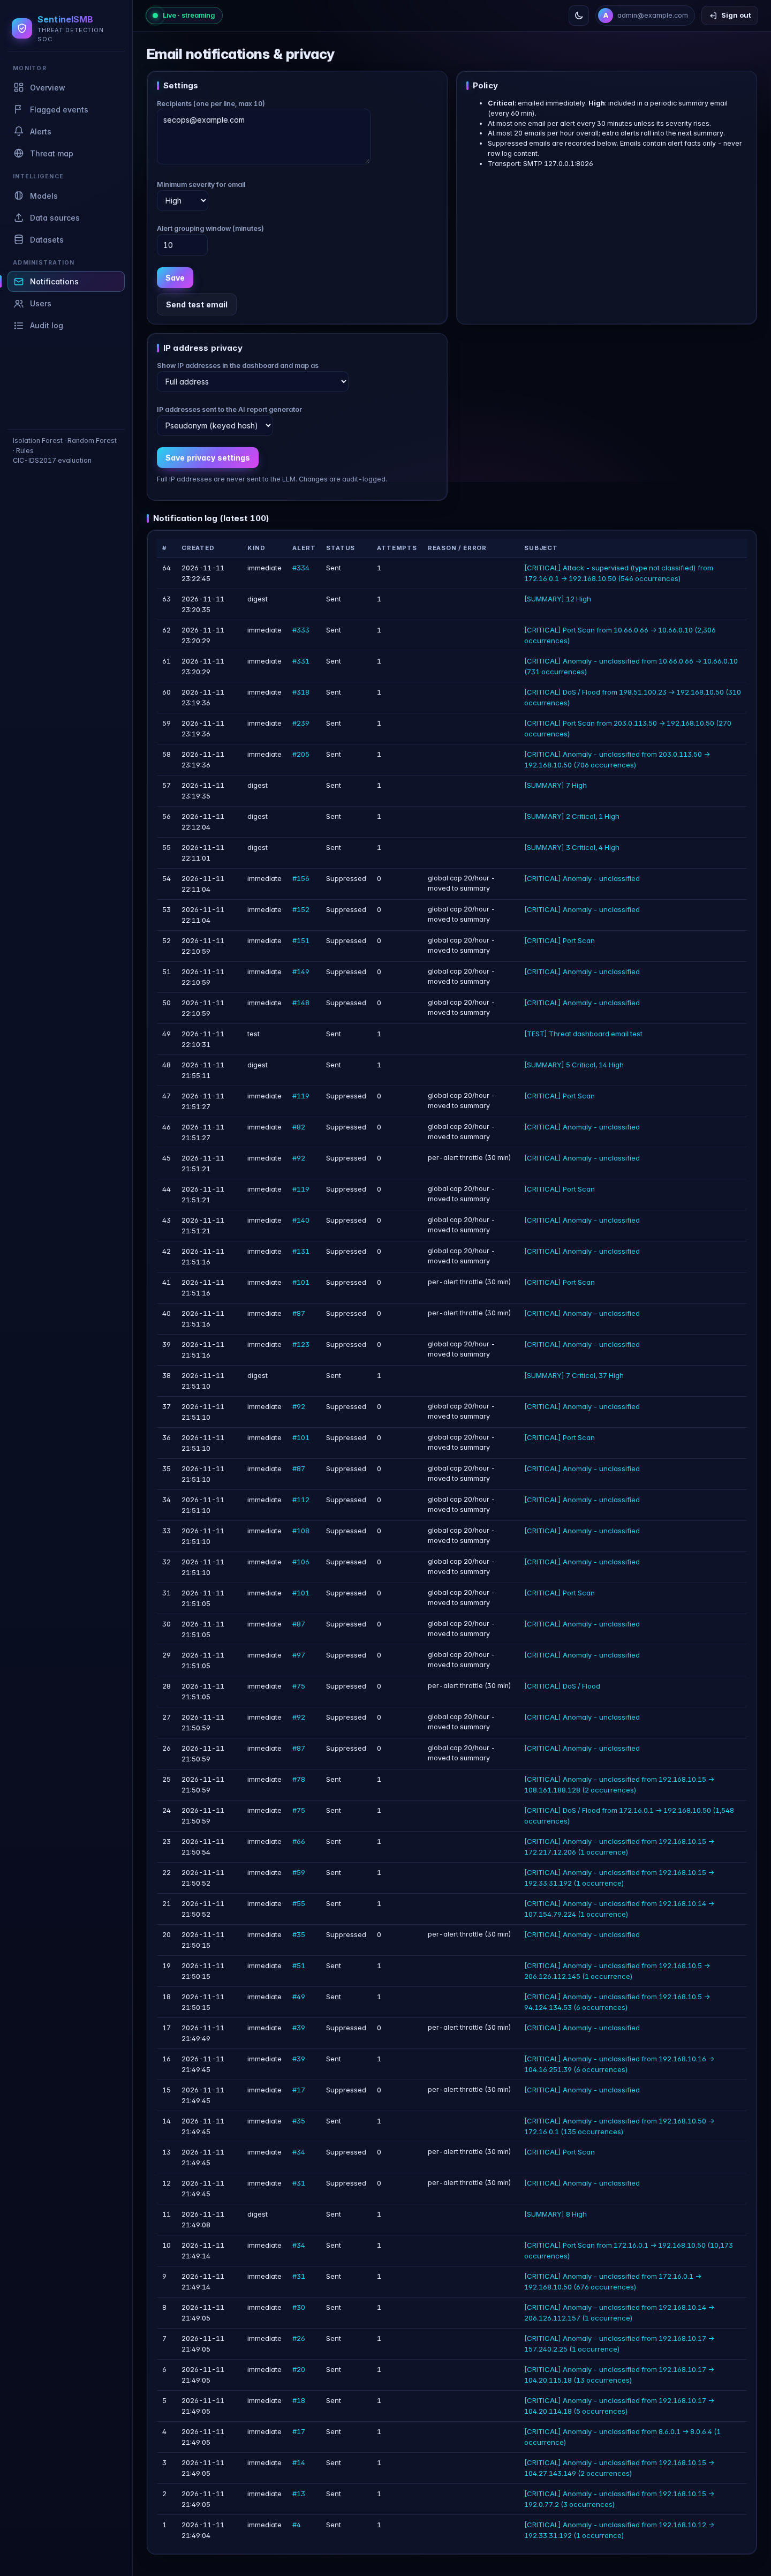 SentinelSMB
THREAT DETECTION
SOC
MONITOR
Overview
Flagged events
Alerts
Threat map
INTELLIGENCE
Models
Data sources
Datasets
ADMINISTRATION
Notifications
Users
Audit log
Isolation Forest · Random Forest
· Rules
CIC-IDS2017 evaluation
Live · streaming
A admin@example.com
Sign out
Email notifications & privacy
Settings
Recipients (one per line, max 10)
secops@example.com
Minimum severity for email
High
Alert grouping window (minutes)
10
Save
Send test email
Policy
• Critical: emailed immediately. High: included in a periodic summary email
(every 60 min).
• At most one email per alert every 30 minutes unless its severity rises.
• At most 20 emails per hour overall; extra alerts roll into the next summary.
• Suppressed emails are recorded below. Emails contain alert facts only - never
raw log content.
• Transport: SMTP 127.0.0.1:8026
IP address privacy
Show IP addresses in the dashboard and map as
Full address
IP addresses sent to the AI report generator
Pseudonym (keyed hash)
Save privacy settings
Full IP addresses are never sent to the LLM. Changes are audit-logged.
Notification log (latest 100)
# CREATED KIND ALERT STATUS ATTEMPTS REASON / ERROR SUBJECT
64 2026-11-11 immediate #334 Sent 1 [CRITICAL] Attack - supervised (type not classified) from
23:22:45 172.16.0.1 → 192.168.10.50 (546 occurrences)
63 2026-11-11 digest Sent 1 [SUMMARY] 12 High
23:20:35
62 2026-11-11 immediate #333 Sent 1 [CRITICAL] Port Scan from 10.66.0.66 → 10.66.0.10 (2,306
23:20:29 occurrences)
61 2026-11-11 immediate #331 Sent 1 [CRITICAL] Anomaly - unclassified from 10.66.0.66 → 10.66.0.10
23:20:29 (731 occurrences)
60 2026-11-11 immediate #318 Sent 1 [CRITICAL] DoS / Flood from 198.51.100.23 → 192.168.10.50 (310
23:19:36 occurrences)
59 2026-11-11 immediate #239 Sent 1 [CRITICAL] Port Scan from 203.0.113.50 → 192.168.10.50 (270
23:19:36 occurrences)
58 2026-11-11 immediate #205 Sent 1 [CRITICAL] Anomaly - unclassified from 203.0.113.50 →
23:19:36 192.168.10.50 (706 occurrences)
57 2026-11-11 digest Sent 1 [SUMMARY] 7 High
23:19:35
56 2026-11-11 digest Sent 1 [SUMMARY] 2 Critical, 1 High
22:12:04
55 2026-11-11 digest Sent 1 [SUMMARY] 3 Critical, 4 High
22:11:01
54 2026-11-11 immediate #156 Suppressed 0 global cap 20/hour - [CRITICAL] Anomaly - unclassified
22:11:04 moved to summary
53 2026-11-11 immediate #152 Suppressed 0 global cap 20/hour - [CRITICAL] Anomaly - unclassified
22:11:04 moved to summary
52 2026-11-11 immediate #151 Suppressed 0 global cap 20/hour - [CRITICAL] Port Scan
22:10:59 moved to summary
51 2026-11-11 immediate #149 Suppressed 0 global cap 20/hour - [CRITICAL] Anomaly - unclassified
22:10:59 moved to summary
50 2026-11-11 immediate #148 Suppressed 0 global cap 20/hour - [CRITICAL] Anomaly - unclassified
22:10:59 moved to summary
49 2026-11-11 test Sent 1 [TEST] Threat dashboard email test
22:10:31
48 2026-11-11 digest Sent 1 [SUMMARY] 5 Critical, 14 High
21:55:11
47 2026-11-11 immediate #119 Suppressed 0 global cap 20/hour - [CRITICAL] Port Scan
21:51:27 moved to summary
46 2026-11-11 immediate #82 Suppressed 0 global cap 20/hour - [CRITICAL] Anomaly - unclassified
21:51:27 moved to summary
45 2026-11-11 immediate #92 Suppressed 0 per-alert throttle (30 min) [CRITICAL] Anomaly - unclassified
21:51:21
44 2026-11-11 immediate #119 Suppressed 0 global cap 20/hour - [CRITICAL] Port Scan
21:51:21 moved to summary
43 2026-11-11 immediate #140 Suppressed 0 global cap 20/hour - [CRITICAL] Anomaly - unclassified
21:51:21 moved to summary
42 2026-11-11 immediate #131 Suppressed 0 global cap 20/hour - [CRITICAL] Anomaly - unclassified
21:51:16 moved to summary
41 2026-11-11 immediate #101 Suppressed 0 per-alert throttle (30 min) [CRITICAL] Port Scan
21:51:16
40 2026-11-11 immediate #87 Suppressed 0 per-alert throttle (30 min) [CRITICAL] Anomaly - unclassified
21:51:16
39 2026-11-11 immediate #123 Suppressed 0 global cap 20/hour - [CRITICAL] Anomaly - unclassified
21:51:16 moved to summary
38 2026-11-11 digest Sent 1 [SUMMARY] 7 Critical, 37 High
21:51:10
37 2026-11-11 immediate #92 Suppressed 0 global cap 20/hour - [CRITICAL] Anomaly - unclassified
21:51:10 moved to summary
36 2026-11-11 immediate #101 Suppressed 0 global cap 20/hour - [CRITICAL] Port Scan
21:51:10 moved to summary
35 2026-11-11 immediate #87 Suppressed 0 global cap 20/hour - [CRITICAL] Anomaly - unclassified
21:51:10 moved to summary
34 2026-11-11 immediate #112 Suppressed 0 global cap 20/hour - [CRITICAL] Anomaly - unclassified
21:51:10 moved to summary
33 2026-11-11 immediate #108 Suppressed 0 global cap 20/hour - [CRITICAL] Anomaly - unclassified
21:51:10 moved to summary
32 2026-11-11 immediate #106 Suppressed 0 global cap 20/hour - [CRITICAL] Anomaly - unclassified
21:51:10 moved to summary
31 2026-11-11 immediate #101 Suppressed 0 global cap 20/hour - [CRITICAL] Port Scan
21:51:05 moved to summary
30 2026-11-11 immediate #87 Suppressed 0 global cap 20/hour - [CRITICAL] Anomaly - unclassified
21:51:05 moved to summary
29 2026-11-11 immediate #97 Suppressed 0 global cap 20/hour - [CRITICAL] Anomaly - unclassified
21:51:05 moved to summary
28 2026-11-11 immediate #75 Suppressed 0 per-alert throttle (30 min) [CRITICAL] DoS / Flood
21:51:05
27 2026-11-11 immediate #92 Suppressed 0 global cap 20/hour - [CRITICAL] Anomaly - unclassified
21:50:59 moved to summary
26 2026-11-11 immediate #87 Suppressed 0 global cap 20/hour - [CRITICAL] Anomaly - unclassified
21:50:59 moved to summary
25 2026-11-11 immediate #78 Sent 1 [CRITICAL] Anomaly - unclassified from 192.168.10.15 →
21:50:59 108.161.188.128 (2 occurrences)
24 2026-11-11 immediate #75 Sent 1 [CRITICAL] DoS / Flood from 172.16.0.1 → 192.168.10.50 (1,548
21:50:59 occurrences)
23 2026-11-11 immediate #66 Sent 1 [CRITICAL] Anomaly - unclassified from 192.168.10.15 →
21:50:54 172.217.12.206 (1 occurrence)
22 2026-11-11 immediate #59 Sent 1 [CRITICAL] Anomaly - unclassified from 192.168.10.15 →
21:50:52 192.33.31.192 (1 occurrence)
21 2026-11-11 immediate #55 Sent 1 [CRITICAL] Anomaly - unclassified from 192.168.10.14 →
21:50:52 107.154.79.224 (1 occurrence)
20 2026-11-11 immediate #35 Suppressed 0 per-alert throttle (30 min) [CRITICAL] Anomaly - unclassified
21:50:15
19 2026-11-11 immediate #51 Sent 1 [CRITICAL] Anomaly - unclassified from 192.168.10.5 →
21:50:15 206.126.112.145 (1 occurrence)
18 2026-11-11 immediate #49 Sent 1 [CRITICAL] Anomaly - unclassified from 192.168.10.5 →
21:50:15 94.124.134.53 (6 occurrences)
17 2026-11-11 immediate #39 Suppressed 0 per-alert throttle (30 min) [CRITICAL] Anomaly - unclassified
21:49:49
16 2026-11-11 immediate #39 Sent 1 [CRITICAL] Anomaly - unclassified from 192.168.10.16 →
21:49:45 104.16.251.39 (6 occurrences)
15 2026-11-11 immediate #17 Suppressed 0 per-alert throttle (30 min) [CRITICAL] Anomaly - unclassified
21:49:45
14 2026-11-11 immediate #35 Sent 1 [CRITICAL] Anomaly - unclassified from 192.168.10.50 →
21:49:45 172.16.0.1 (135 occurrences)
13 2026-11-11 immediate #34 Suppressed 0 per-alert throttle (30 min) [CRITICAL] Port Scan
21:49:45
12 2026-11-11 immediate #31 Suppressed 0 per-alert throttle (30 min) [CRITICAL] Anomaly - unclassified
21:49:45
11 2026-11-11 digest Sent 1 [SUMMARY] 8 High
21:49:08
10 2026-11-11 immediate #34 Sent 1 [CRITICAL] Port Scan from 172.16.0.1 → 192.168.10.50 (10,173
21:49:14 occurrences)
9 2026-11-11 immediate #31 Sent 1 [CRITICAL] Anomaly - unclassified from 172.16.0.1 →
21:49:14 192.168.10.50 (676 occurrences)
8 2026-11-11 immediate #30 Sent 1 [CRITICAL] Anomaly - unclassified from 192.168.10.14 →
21:49:05 206.126.112.157 (1 occurrence)
7 2026-11-11 immediate #26 Sent 1 [CRITICAL] Anomaly - unclassified from 192.168.10.17 →
21:49:05 157.240.2.25 (1 occurrence)
6 2026-11-11 immediate #20 Sent 1 [CRITICAL] Anomaly - unclassified from 192.168.10.17 →
21:49:05 104.20.115.18 (13 occurrences)
5 2026-11-11 immediate #18 Sent 1 [CRITICAL] Anomaly - unclassified from 192.168.10.17 →
21:49:05 104.20.114.18 (5 occurrences)
4 2026-11-11 immediate #17 Sent 1 [CRITICAL] Anomaly - unclassified from 8.6.0.1 → 8.0.6.4 (1
21:49:05 occurrence)
3 2026-11-11 immediate #14 Sent 1 [CRITICAL] Anomaly - unclassified from 192.168.10.15 →
21:49:05 104.27.143.149 (2 occurrences)
2 2026-11-11 immediate #13 Sent 1 [CRITICAL] Anomaly - unclassified from 192.168.10.15 →
21:49:05 192.0.77.2 (3 occurrences)
1 2026-11-11 immediate #4 Sent 1 [CRITICAL] Anomaly - unclassified from 192.168.10.12 →
21:49:04 192.33.31.192 (1 occurrence)